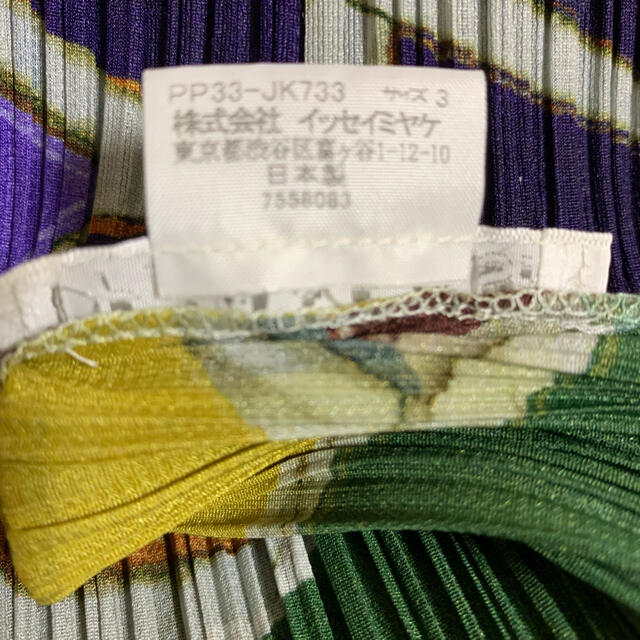 PP33-JK733 サイズ 3
株式会社 イッセイミヤケ
東京都渋谷区富ヶ谷1-12-10
日本製
7558083